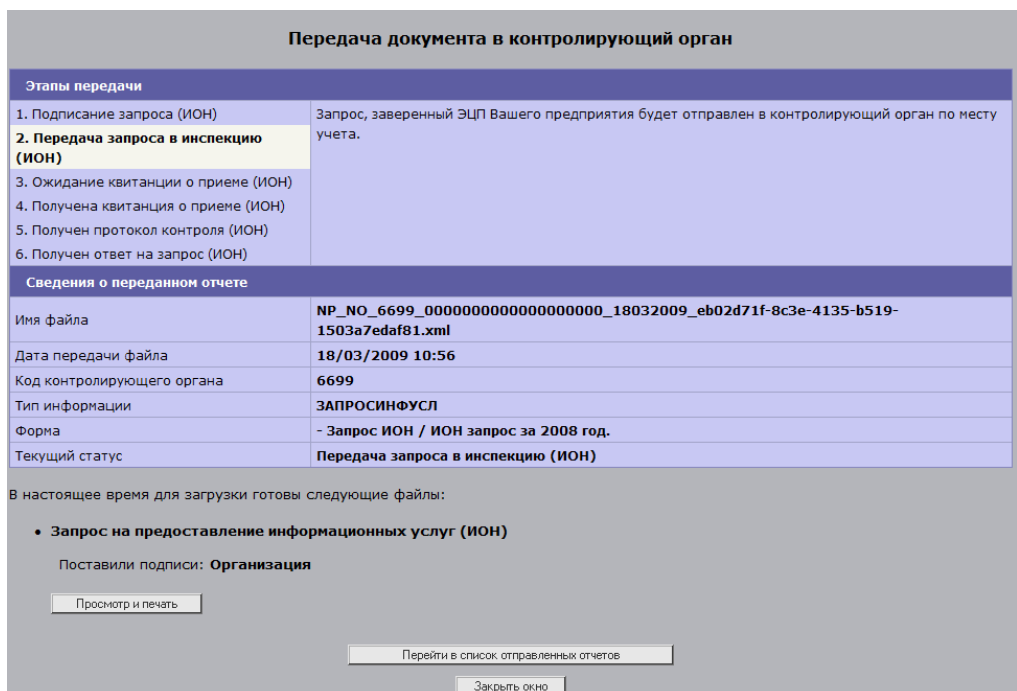 Передача документа в контролирующий орган
Этапы передачи
1. Подписание запроса (ИОН)
2. Передача запроса в инспекцию
(ИОН)
3. Ожидание квитанции о приеме (ИОН)
4. Получена квитанция о приеме (ИОН)
5. Получен протокол контроля (ИОН)
6. Получен ответ на запрос (ИОН)
Запрос, заверенный ЭЦП Вашего предприятия будет отправлен в контролирующий орган по месту
учета.
Сведения о переданном отчете
Имя файла
NP_NO_6699_00000000000000000000_18032009_eb02d71f-8c3e-4135-b519-
1503a7edaf81.xml
Дата передачи файла 18/03/2009 10:56
Код контролирующего органа 6699
Тип информации ЗАПРОСИНФУСЛ
Форма - Запрос ИОН / ИОН запрос за 2008 год.
Текущий статус Передача запроса в инспекцию (ИОН)
В настоящее время для загрузки готовы следующие файлы:
• Запрос на предоставление информационных услуг (ИОН)
Поставили подписи: Организация
Просмотр и печать
Перейти в список отправленных отчетов
Закрыть окно